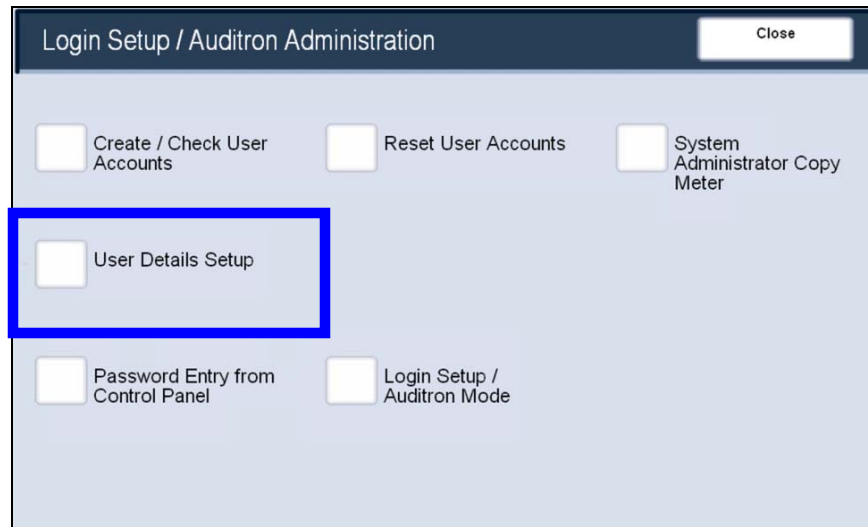 Login Setup / Auditron Administration
Close
Create / Check User
Accounts
Reset User Accounts
System
Administrator Copy
Meter
User Details Setup
Password Entry from
Control Panel
Login Setup /
Auditron Mode